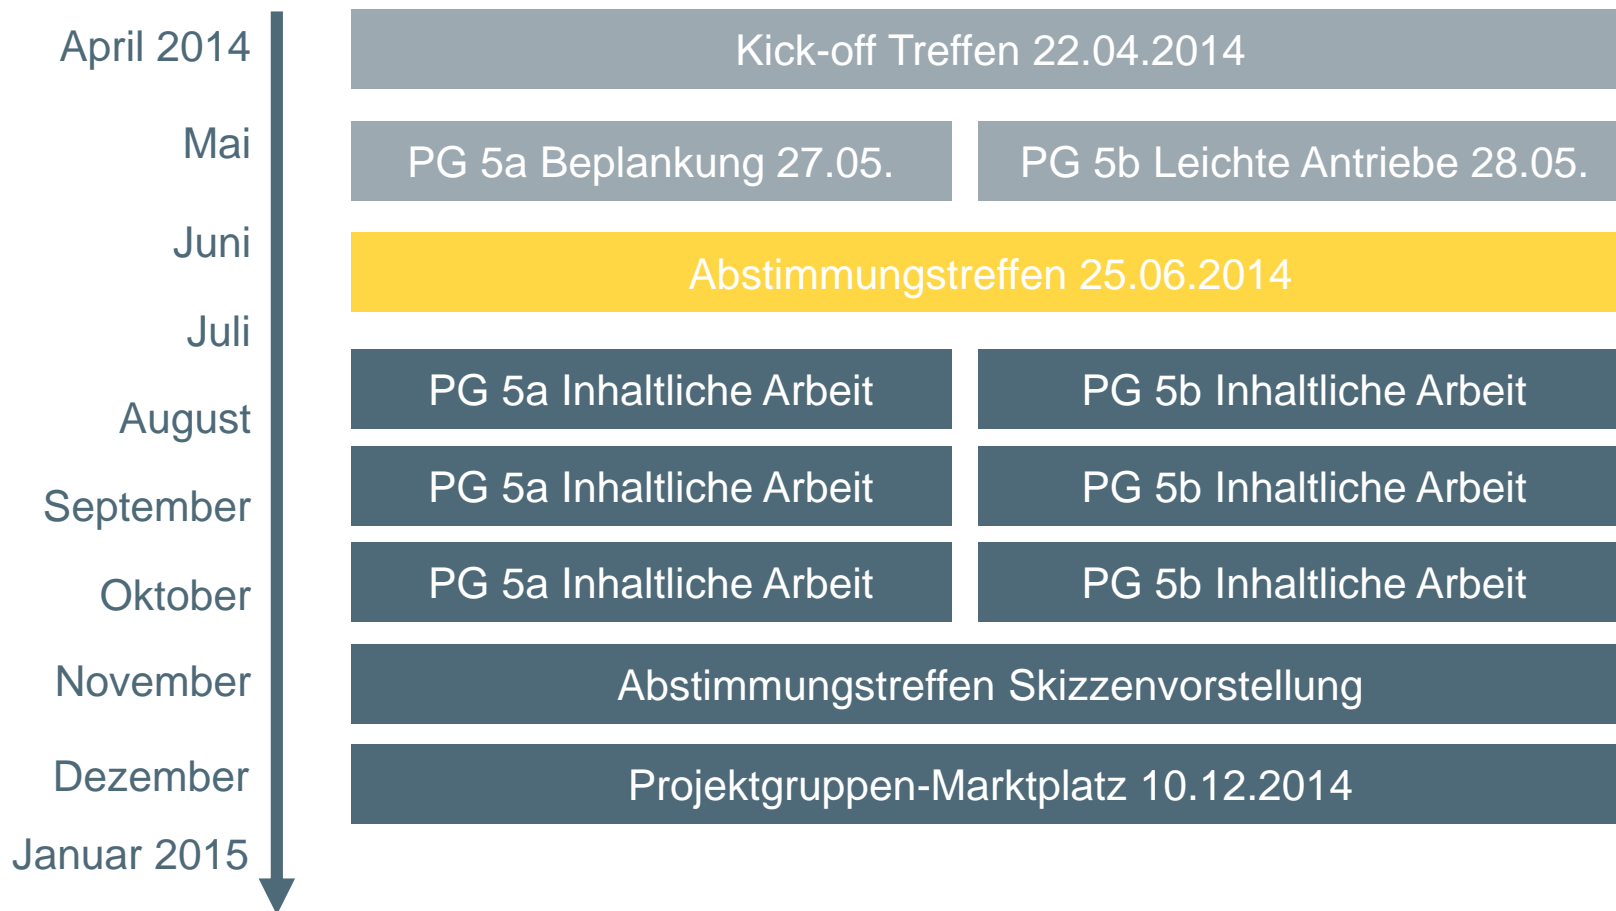 April 2014
Kick-off Treffen 22.04.2014
Mai
PG 5a Beplankung 27.05.
PG 5b Leichte Antriebe 28.05.
Juni
Abstimmungstreffen 25.06.2014
Juli
PG 5a Inhaltliche Arbeit
PG 5b Inhaltliche Arbeit
August
PG 5a Inhaltliche Arbeit
PG 5b Inhaltliche Arbeit
September
PG 5a Inhaltliche Arbeit
PG 5b Inhaltliche Arbeit
Oktober
November
Abstimmungstreffen Skizzenvorstellung
Dezember
Projektgruppen-Marktplatz 10.12.2014
Januar 2015